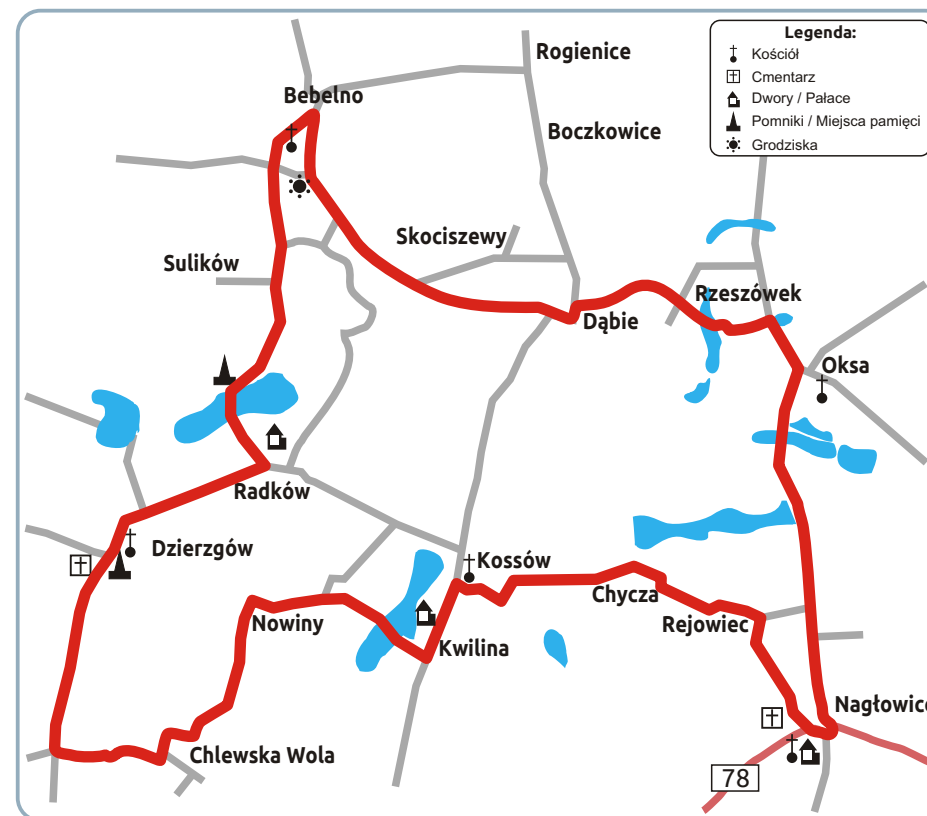 Legenda:
Kościół
Cmentarz
Dwory / Pałace
Pomniki / Miejsca pamięci
Grodziska
Rogienice
Bebelno
Boczkowice
Skociszewy
Sulików
Rzeszówek
Dąbie
Oksa
Radków
Dzierzgów
Kossów
Chycza
Nowiny
Rejowiec
Kwilina
Nagłowice
Chlewska Wola
78